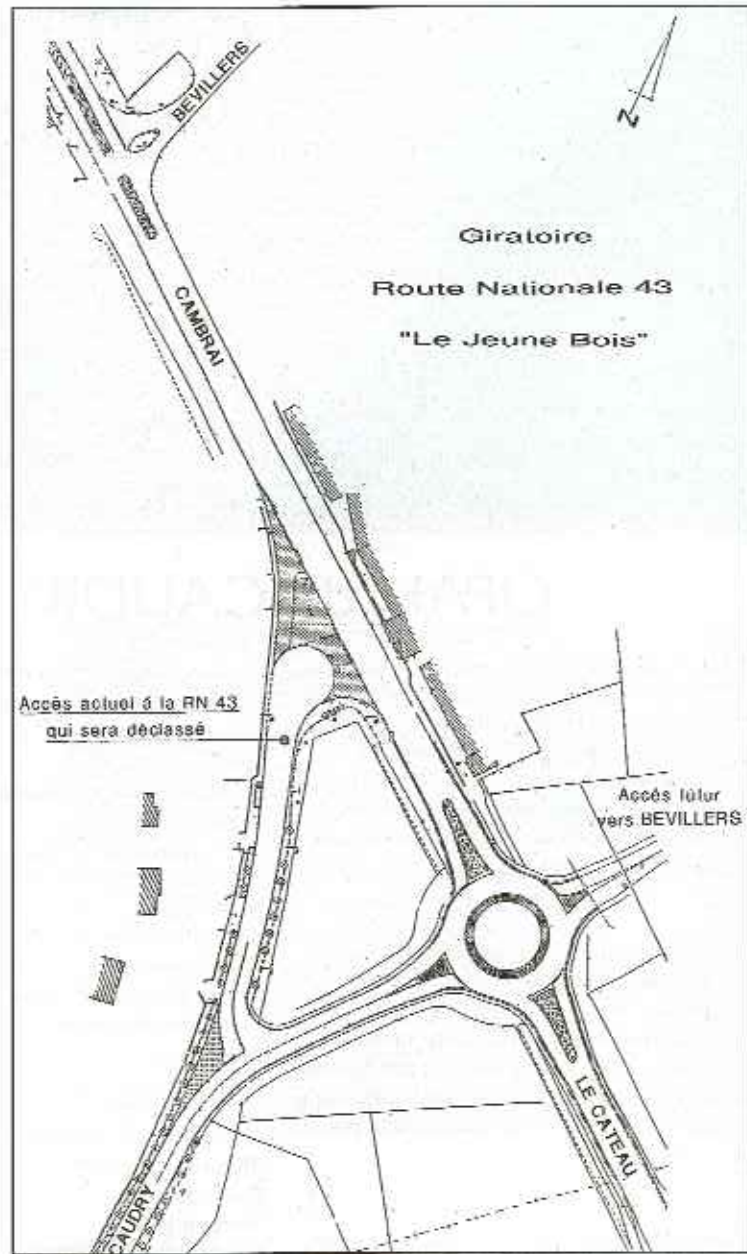 BEVILLERS
N
Giratoire
Route Nationale 43
"Le Jeune Bois"
CAMBRAI
Accès actuel à la RN 43
qui sera déclassé
Accès futur
vers BEVILLERS
LE CATEAU
CAUDRY